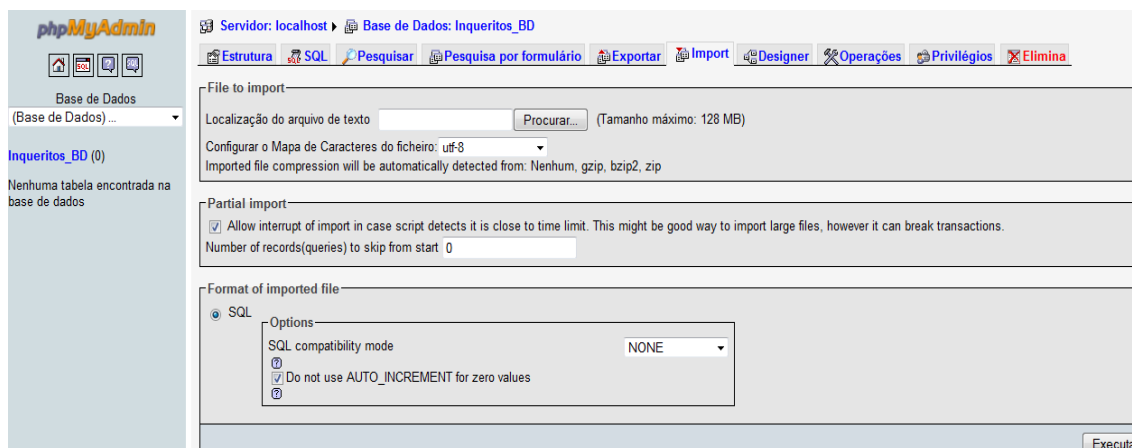 phpMyAdmin
Base de Dados
(Base de Dados) ...
Inqueritos_BD (0)
Nenhuma tabela encontrada na
base de dados
Servidor: localhost ▸ Base de Dados: Inqueritos_BD
Estrutura SQL Pesquisar Pesquisa por formulário Exportar Import Designer Operações Privilégios Elimina
File to import
Localização do arquivo de texto Procurar... (Tamanho máximo: 128 MB)
Configurar o Mapa de Caracteres do ficheiro: utf-8
Imported file compression will be automatically detected from: Nenhum, gzip, bzip2, zip
Partial import
Allow interrupt of import in case script detects it is close to time limit. This might be good way to import large files, however it can break transactions.
Number of records(queries) to skip from start 0
Format of imported file
SQL
Options
SQL compatibility mode NONE
Do not use AUTO_INCREMENT for zero values
Executa